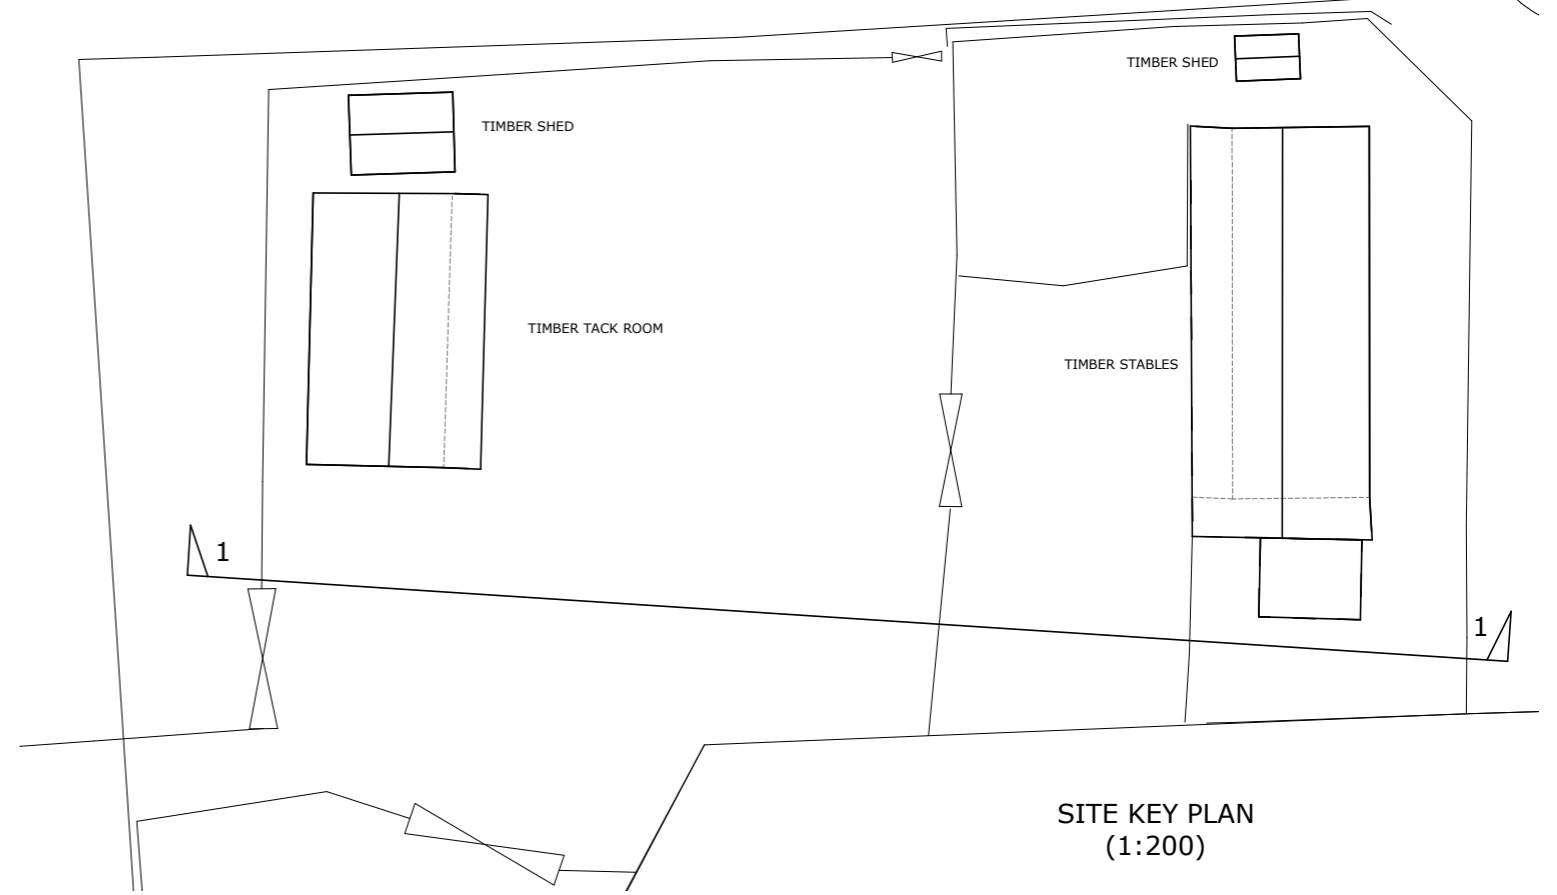 TIMBER SHED
TIMBER SHED
TIMBER TACK ROOM
TIMBER STABLES
1
1
SITE KEY PLAN
(1:200)